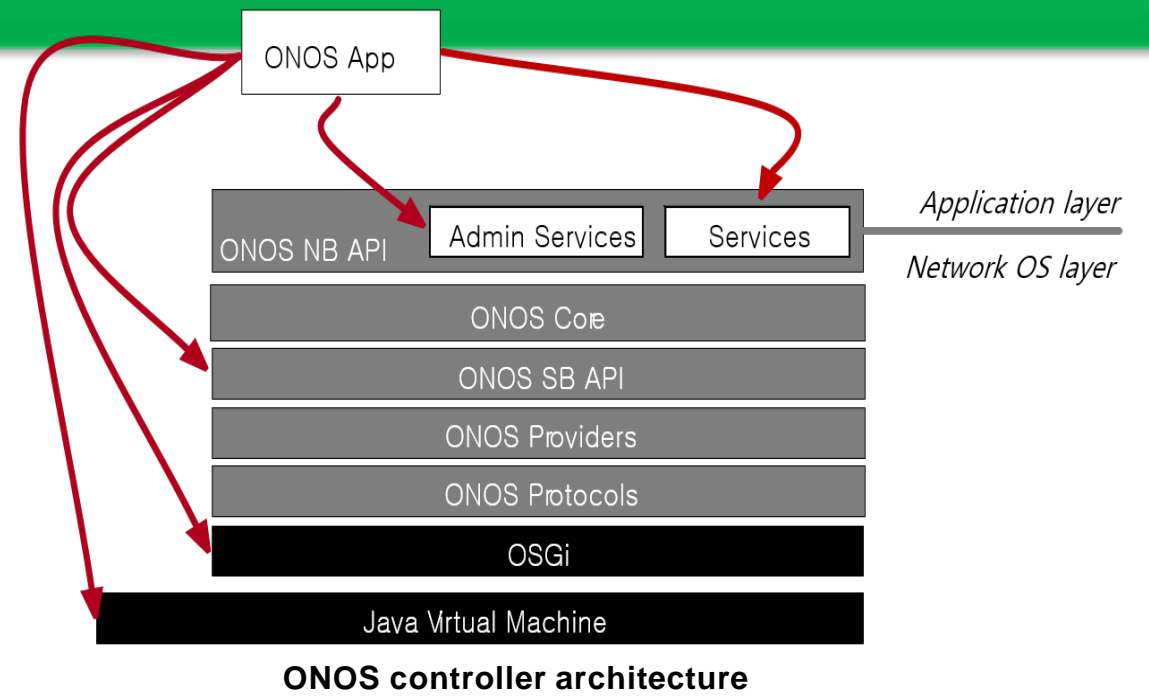 ONOS App
Application layer
Admin Services
Services
ONOS NB API
Network OS layer
ONOS Core
ONOS SB API
ONOS Providers
ONOS Protocols
OSGi
Java Virtual Machine
ONOS controller architecture